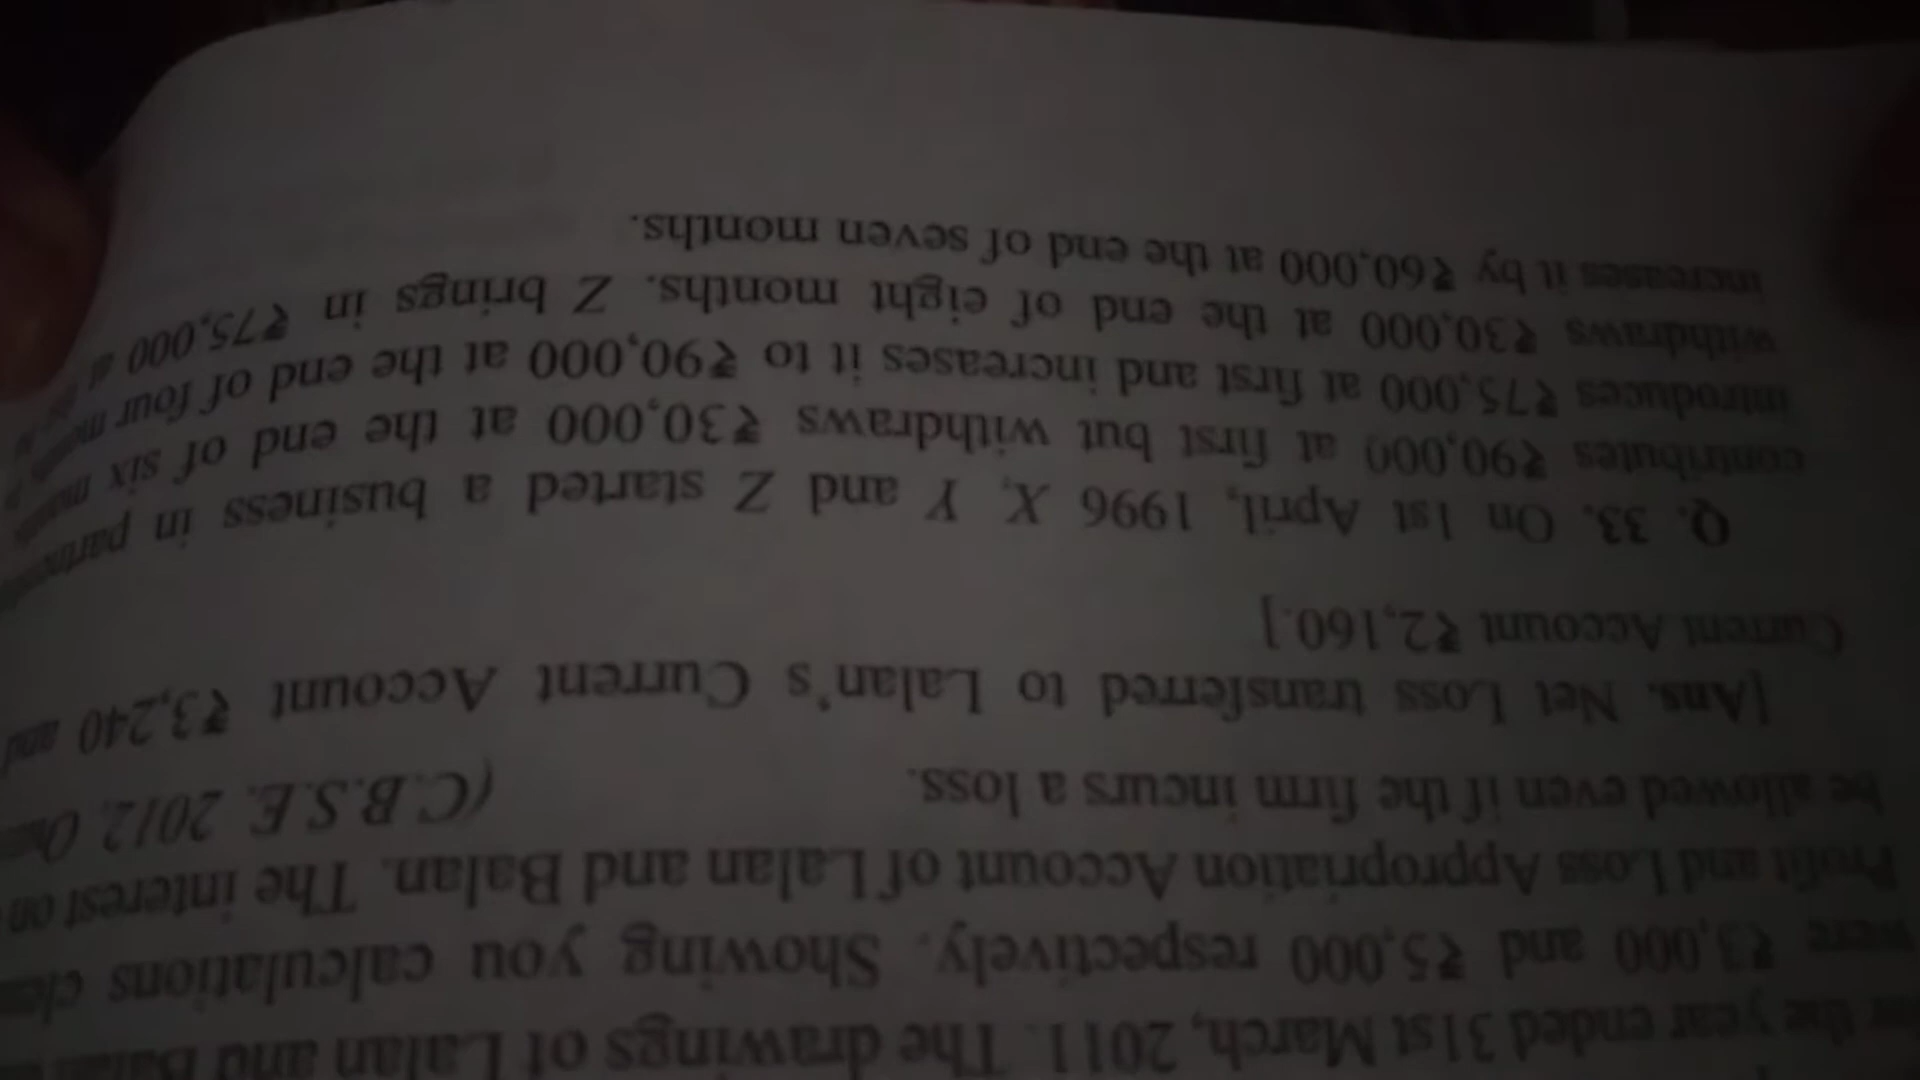 the year ended 31st March, 2011. The drawings of Lalan and
were ₹3,000 and ₹5,000 respectively. Showing you calculations
Profit and Loss Appropriation Account of Lalan and Balan. The interest on
be allowed even if the firm incurs a loss. (C.B.S.E. 2012,
[Ans. Net Loss transferred to Lalan's Current Account ₹3,240 and
Current Account ₹2,160.]
Q. 33. On 1st April, 1996 X, Y and Z started a business in
contributes ₹90,000 at first but withdraws ₹30,000 at the end of six
introduces ₹75,000 at first and increases it to ₹90,000 at the end of four
withdraws ₹30,000 at the end of eight months. Z brings in ₹75,000
increases it by ₹60,000 at the end of seven months.